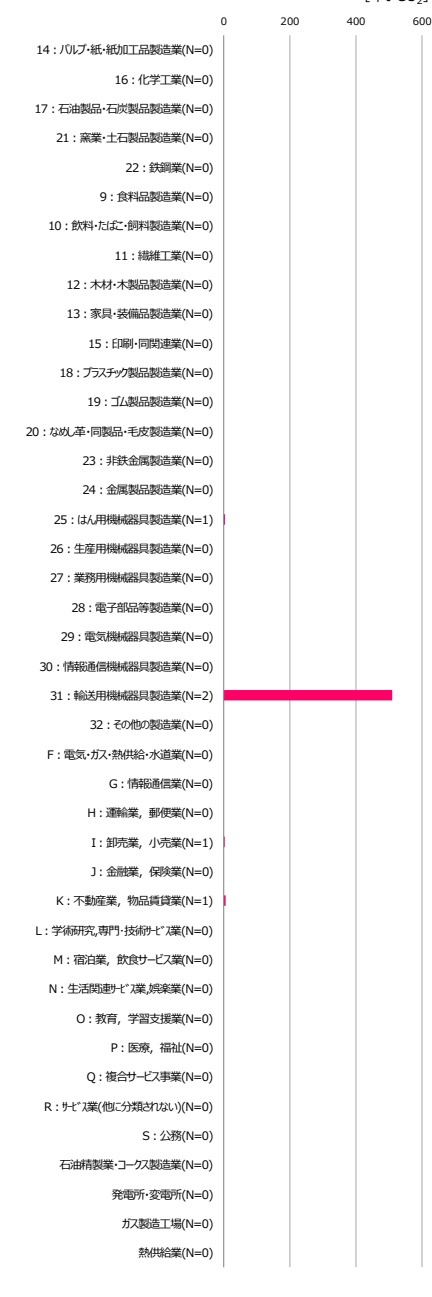 0 200 400 600
14：パルプ・紙・紙加工品製造業(N=0)
16：化学工業(N=0)
17：石油製品・石炭製品製造業(N=0)
21：窯業・土石製品製造業(N=0)
22：鉄鋼業(N=0)
9：食料品製造業(N=0)
10：飲料・たばこ・飼料製造業(N=0)
11：繊維工業(N=0)
12：木材・木製品製造業(N=0)
13：家具・装備品製造業(N=0)
15：印刷・同関連業(N=0)
18：プラスチック製品製造業(N=0)
19：ゴム製品製造業(N=0)
20：なめし革・同製品・毛皮製造業(N=0)
23：非鉄金属製造業(N=0)
24：金属製品製造業(N=0)
25：はん用機械器具製造業(N=1)
26：生産用機械器具製造業(N=0)
27：業務用機械器具製造業(N=0)
28：電子部品等製造業(N=0)
29：電気機械器具製造業(N=0)
30：情報通信機械器具製造業(N=0)
31：輸送用機械器具製造業(N=2)
32：その他の製造業(N=0)
F：電気・ガス・熱供給・水道業(N=0)
G：情報通信業(N=0)
H：運輸業，郵便業(N=0)
I：卸売業，小売業(N=1)
J：金融業，保険業(N=0)
K：不動産業，物品賃貸業(N=1)
L：学術研究,専門・技術ｻｰﾋﾞｽ業(N=0)
M：宿泊業，飲食サービス業(N=0)
N：生活関連ｻｰﾋﾞｽ業,娯楽業(N=0)
O：教育，学習支援業(N=0)
P：医療，福祉(N=0)
Q：複合サービス事業(N=0)
R：ｻｰﾋﾞｽ業(他に分類されない)(N=0)
S：公務(N=0)
石油精製業・コークス製造業(N=0)
発電所・変電所(N=0)
ガス製造工場(N=0)
熱供給業(N=0)